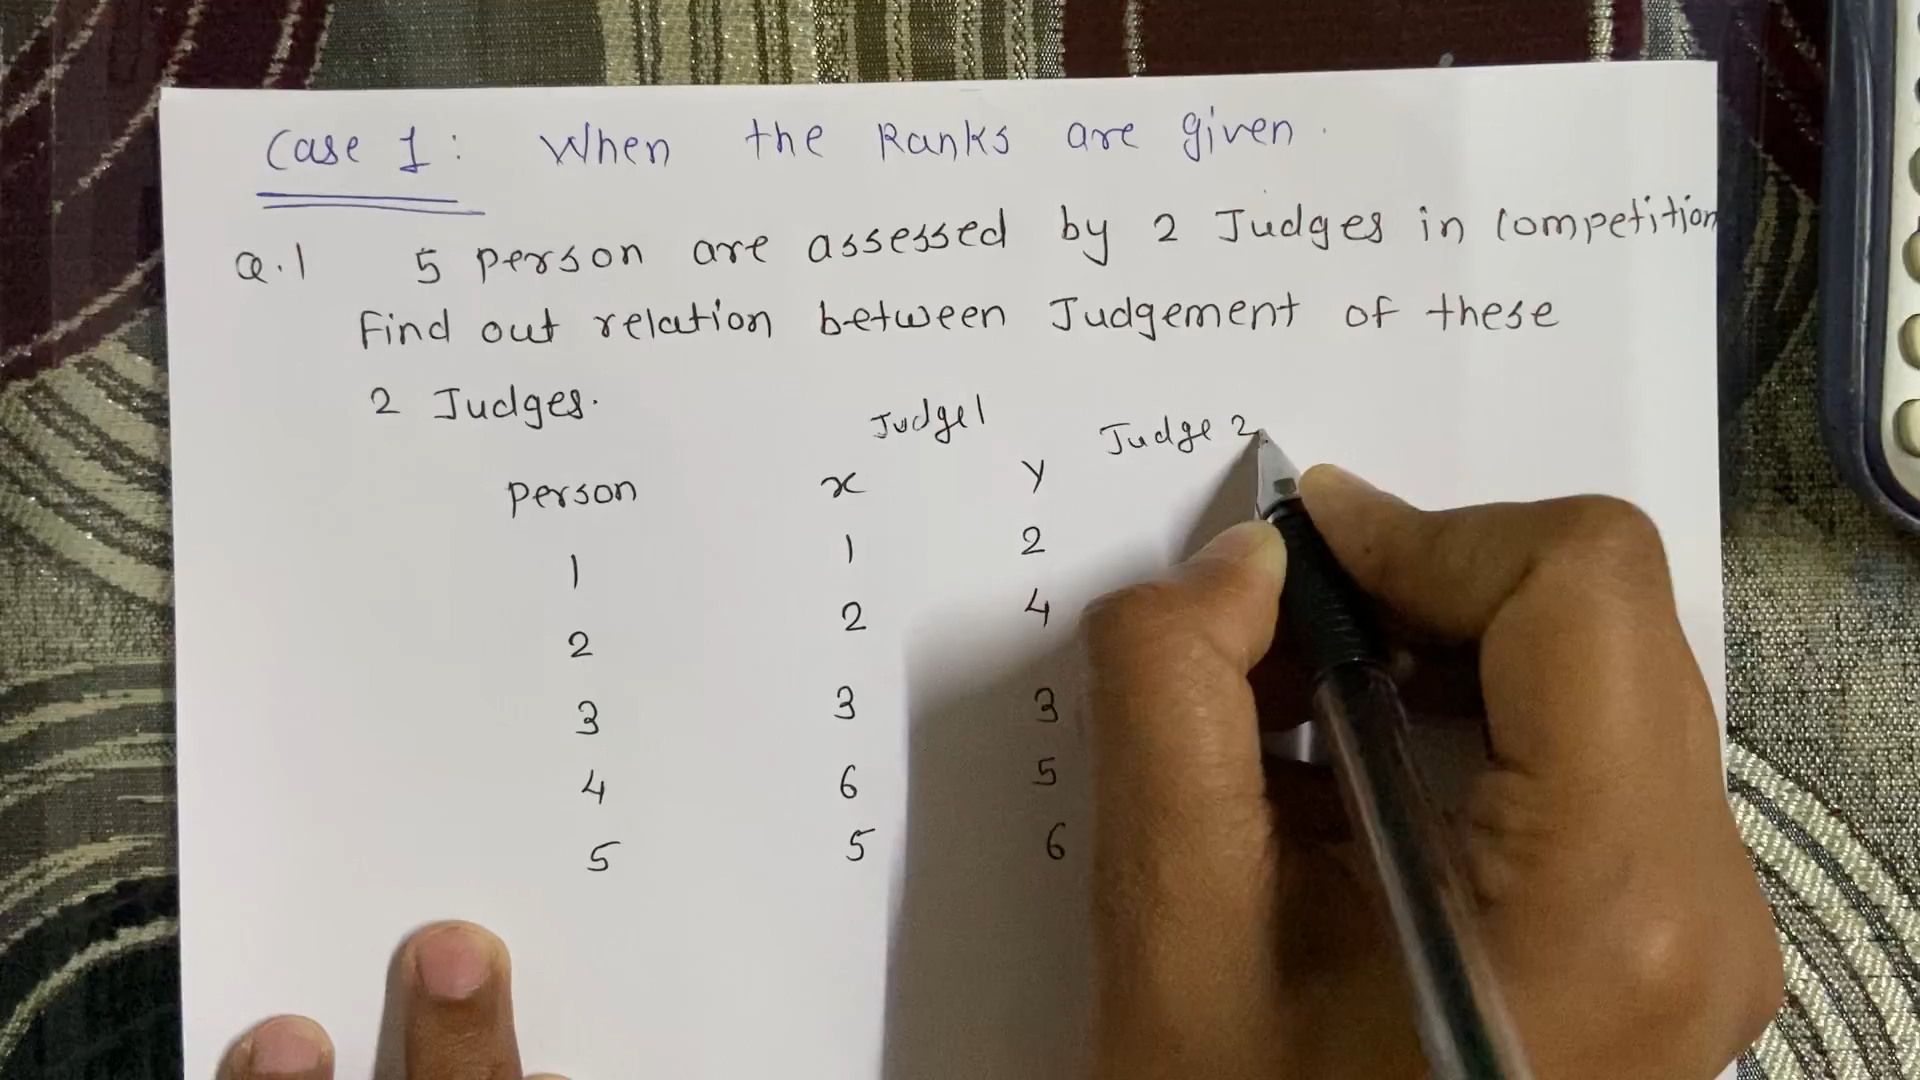 Case 1: When the Ranks are given.
Q.1 5 person are assessed by 2 Judges in competition
Find out relation between Judgement of these
2 Judges.
Judge1 Judge 2
person x y
1 1 2
2 2 4
3 3 3
4 6 5
5 5 6